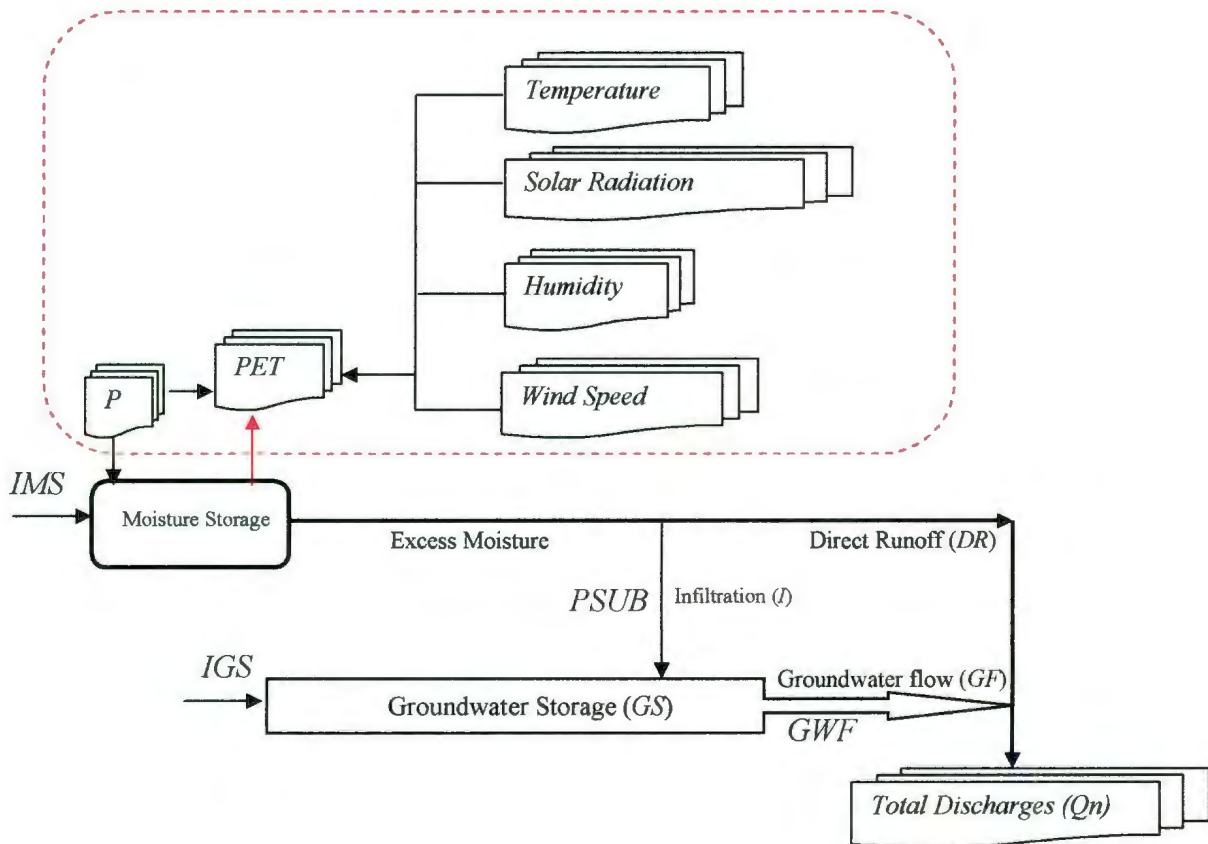 Temperature
Solar Radiation
Humidity
PET
P
Wind Speed
IMS
Moisture Storage
Excess Moisture
Direct Runoff (DR)
PSUB
Infiltration (I)
IGS
Groundwater Storage (GS)
Groundwater flow (GF)
GWF
Total Discharges (Qn)